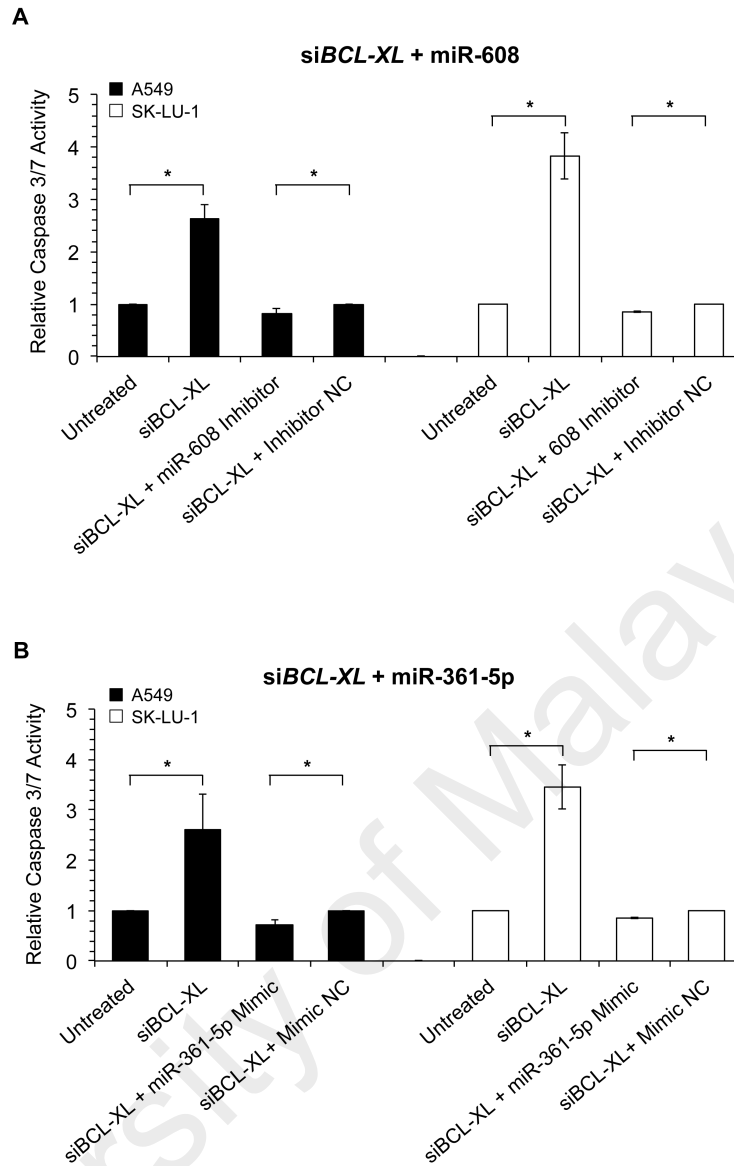 A
siBCL-XL + miR-608
A549
SK-LU-1
Relative Caspase 3/7 Activity
5
4
3
2
1
0
*
*
*
*
Untreated
siBCL-XL
siBCL-XL + miR-608 Inhibitor
siBCL-XL + Inhibitor NC
Untreated
siBCL-XL
siBCL-XL + 608 Inhibitor
siBCL-XL + Inhibitor NC
B
siBCL-XL + miR-361-5p
A549
SK-LU-1
Relative Caspase 3/7 Activity
5
4
3
2
1
0
*
*
*
*
Untreated
siBCL-XL
siBCL-XL + miR-361-5p Mimic
siBCL-XL+ Mimic NC
Untreated
siBCL-XL
siBCL-XL + miR-361-5p Mimic
siBCL-XL + Mimic NC
of